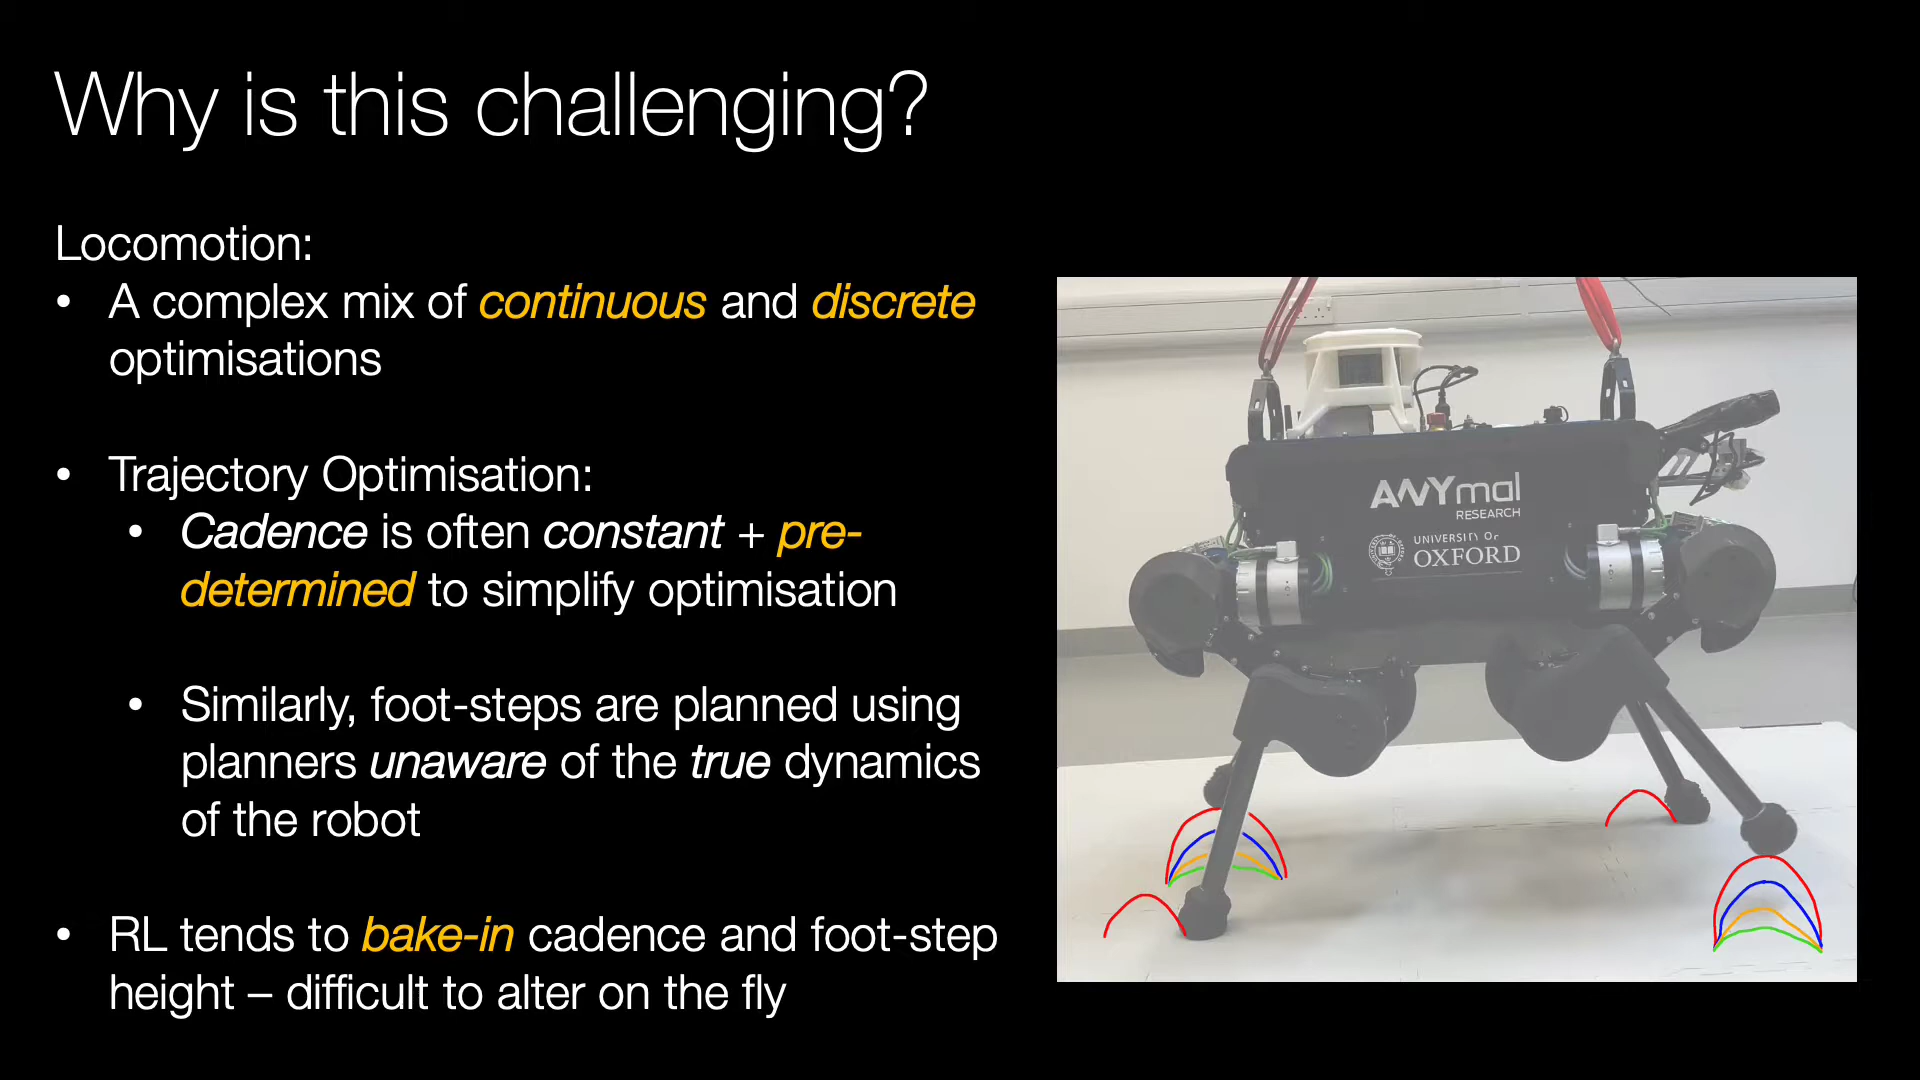 Why is this challenging?
Locomotion:
• A complex mix of continuous and discrete
optimisations
• Trajectory Optimisation:
• Cadence is often constant + pre-
determined to simplify optimisation
• Similarly, foot-steps are planned using
planners unaware of the true dynamics
of the robot
• RL tends to bake-in cadence and foot-step
height – difficult to alter on the fly
ANYmal
RESEARCH
UNIVERSITY OF
OXFORD